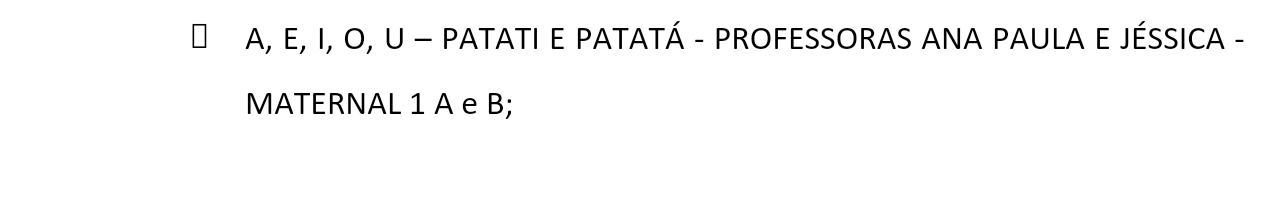 A, E, I, O, U – PATATI E PATATÁ - PROFESSORAS ANA PAULA E JÉSSICA -
MATERNAL 1 A e B;